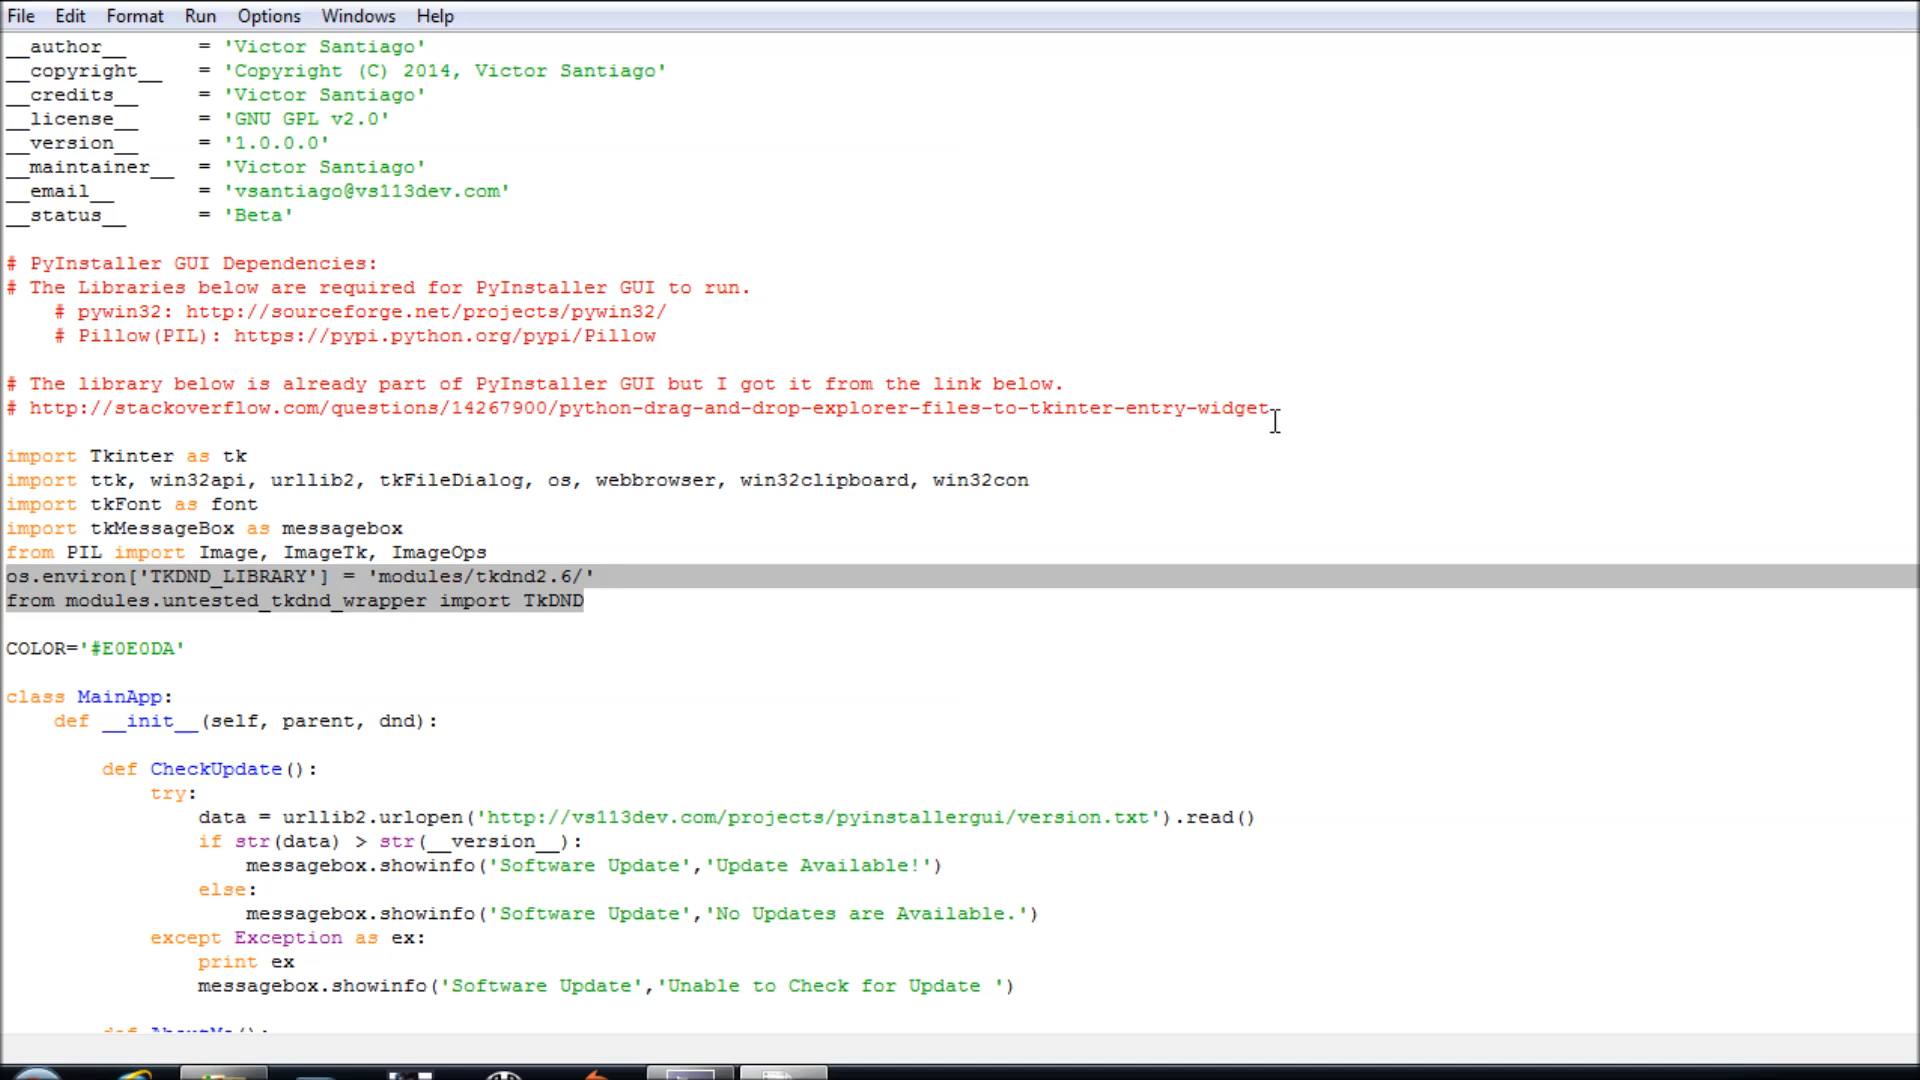 File Edit Format Run Options Windows Help
__author__ = 'Victor Santiago'
__copyright__ = 'Copyright (C) 2014, Victor Santiago'
__credits__ = 'Victor Santiago'
__license__ = 'GNU GPL v2.0'
__version__ = '1.0.0.0'
__maintainer__ = 'Victor Santiago'
__email__ = 'vsantiago@vs113dev.com'
__status__ = 'Beta'
# PyInstaller GUI Dependencies:
# The Libraries below are required for PyInstaller GUI to run.
# pywin32: http://sourceforge.net/projects/pywin32/
# Pillow(PIL): https://pypi.python.org/pypi/Pillow
# The library below is already part of PyInstaller GUI but I got it from the link below.
# http://stackoverflow.com/questions/14267900/python-drag-and-drop-explorer-files-to-tkinter-entry-widget
import Tkinter as tk
import ttk, win32api, urllib2, tkFileDialog, os, webbrowser, win32clipboard, win32con
import tkFont as font
import tkMessageBox as messagebox
from PIL import Image, ImageTk, ImageOps
os.environ['TKDND_LIBRARY'] = 'modules/tkdnd2.6/'
from modules.untested_tkdnd_wrapper import TkDND
COLOR='#E0E0DA'
class MainApp:
def __init__(self, parent, dnd):
def CheckUpdate():
try:
data = urllib2.urlopen('http://vs113dev.com/projects/pyinstallergui/version.txt').read()
if str(data) > str(__version__):
messagebox.showinfo('Software Update','Update Available!')
else:
messagebox.showinfo('Software Update','No Updates are Available.')
except Exception as ex:
print ex
messagebox.showinfo('Software Update','Unable to Check for Update ')
def AboutMe():